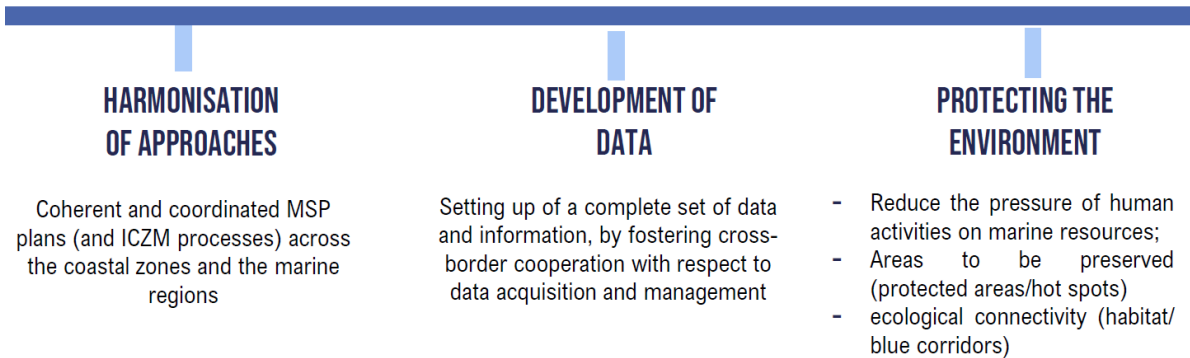 HARMONISATION
OF APPROACHES
Coherent and coordinated MSP
plans (and ICZM processes) across
the coastal zones and the marine
regions
DEVELOPMENT OF
DATA
Setting up of a complete set of data
and information, by fostering cross-
border cooperation with respect to
data acquisition and management
PROTECTING THE
ENVIRONMENT
- Reduce the pressure of human
activities on marine resources;
- Areas to be preserved
(protected areas/hot spots)
- ecological connectivity (habitat/
blue corridors)